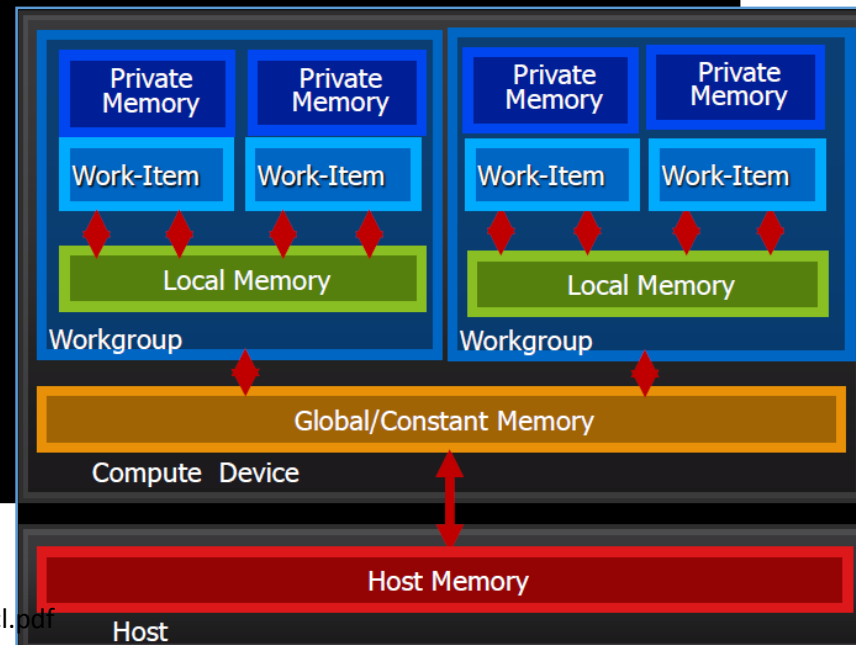 Private
Memory
Private
Memory
Private
Memory
Private
Memory
Work-Item
Work-Item
Work-Item
Work-Item
Local Memory
Local Memory
Workgroup
Workgroup
Global/Constant Memory
Compute Device
Host Memory
l.pdf
Host